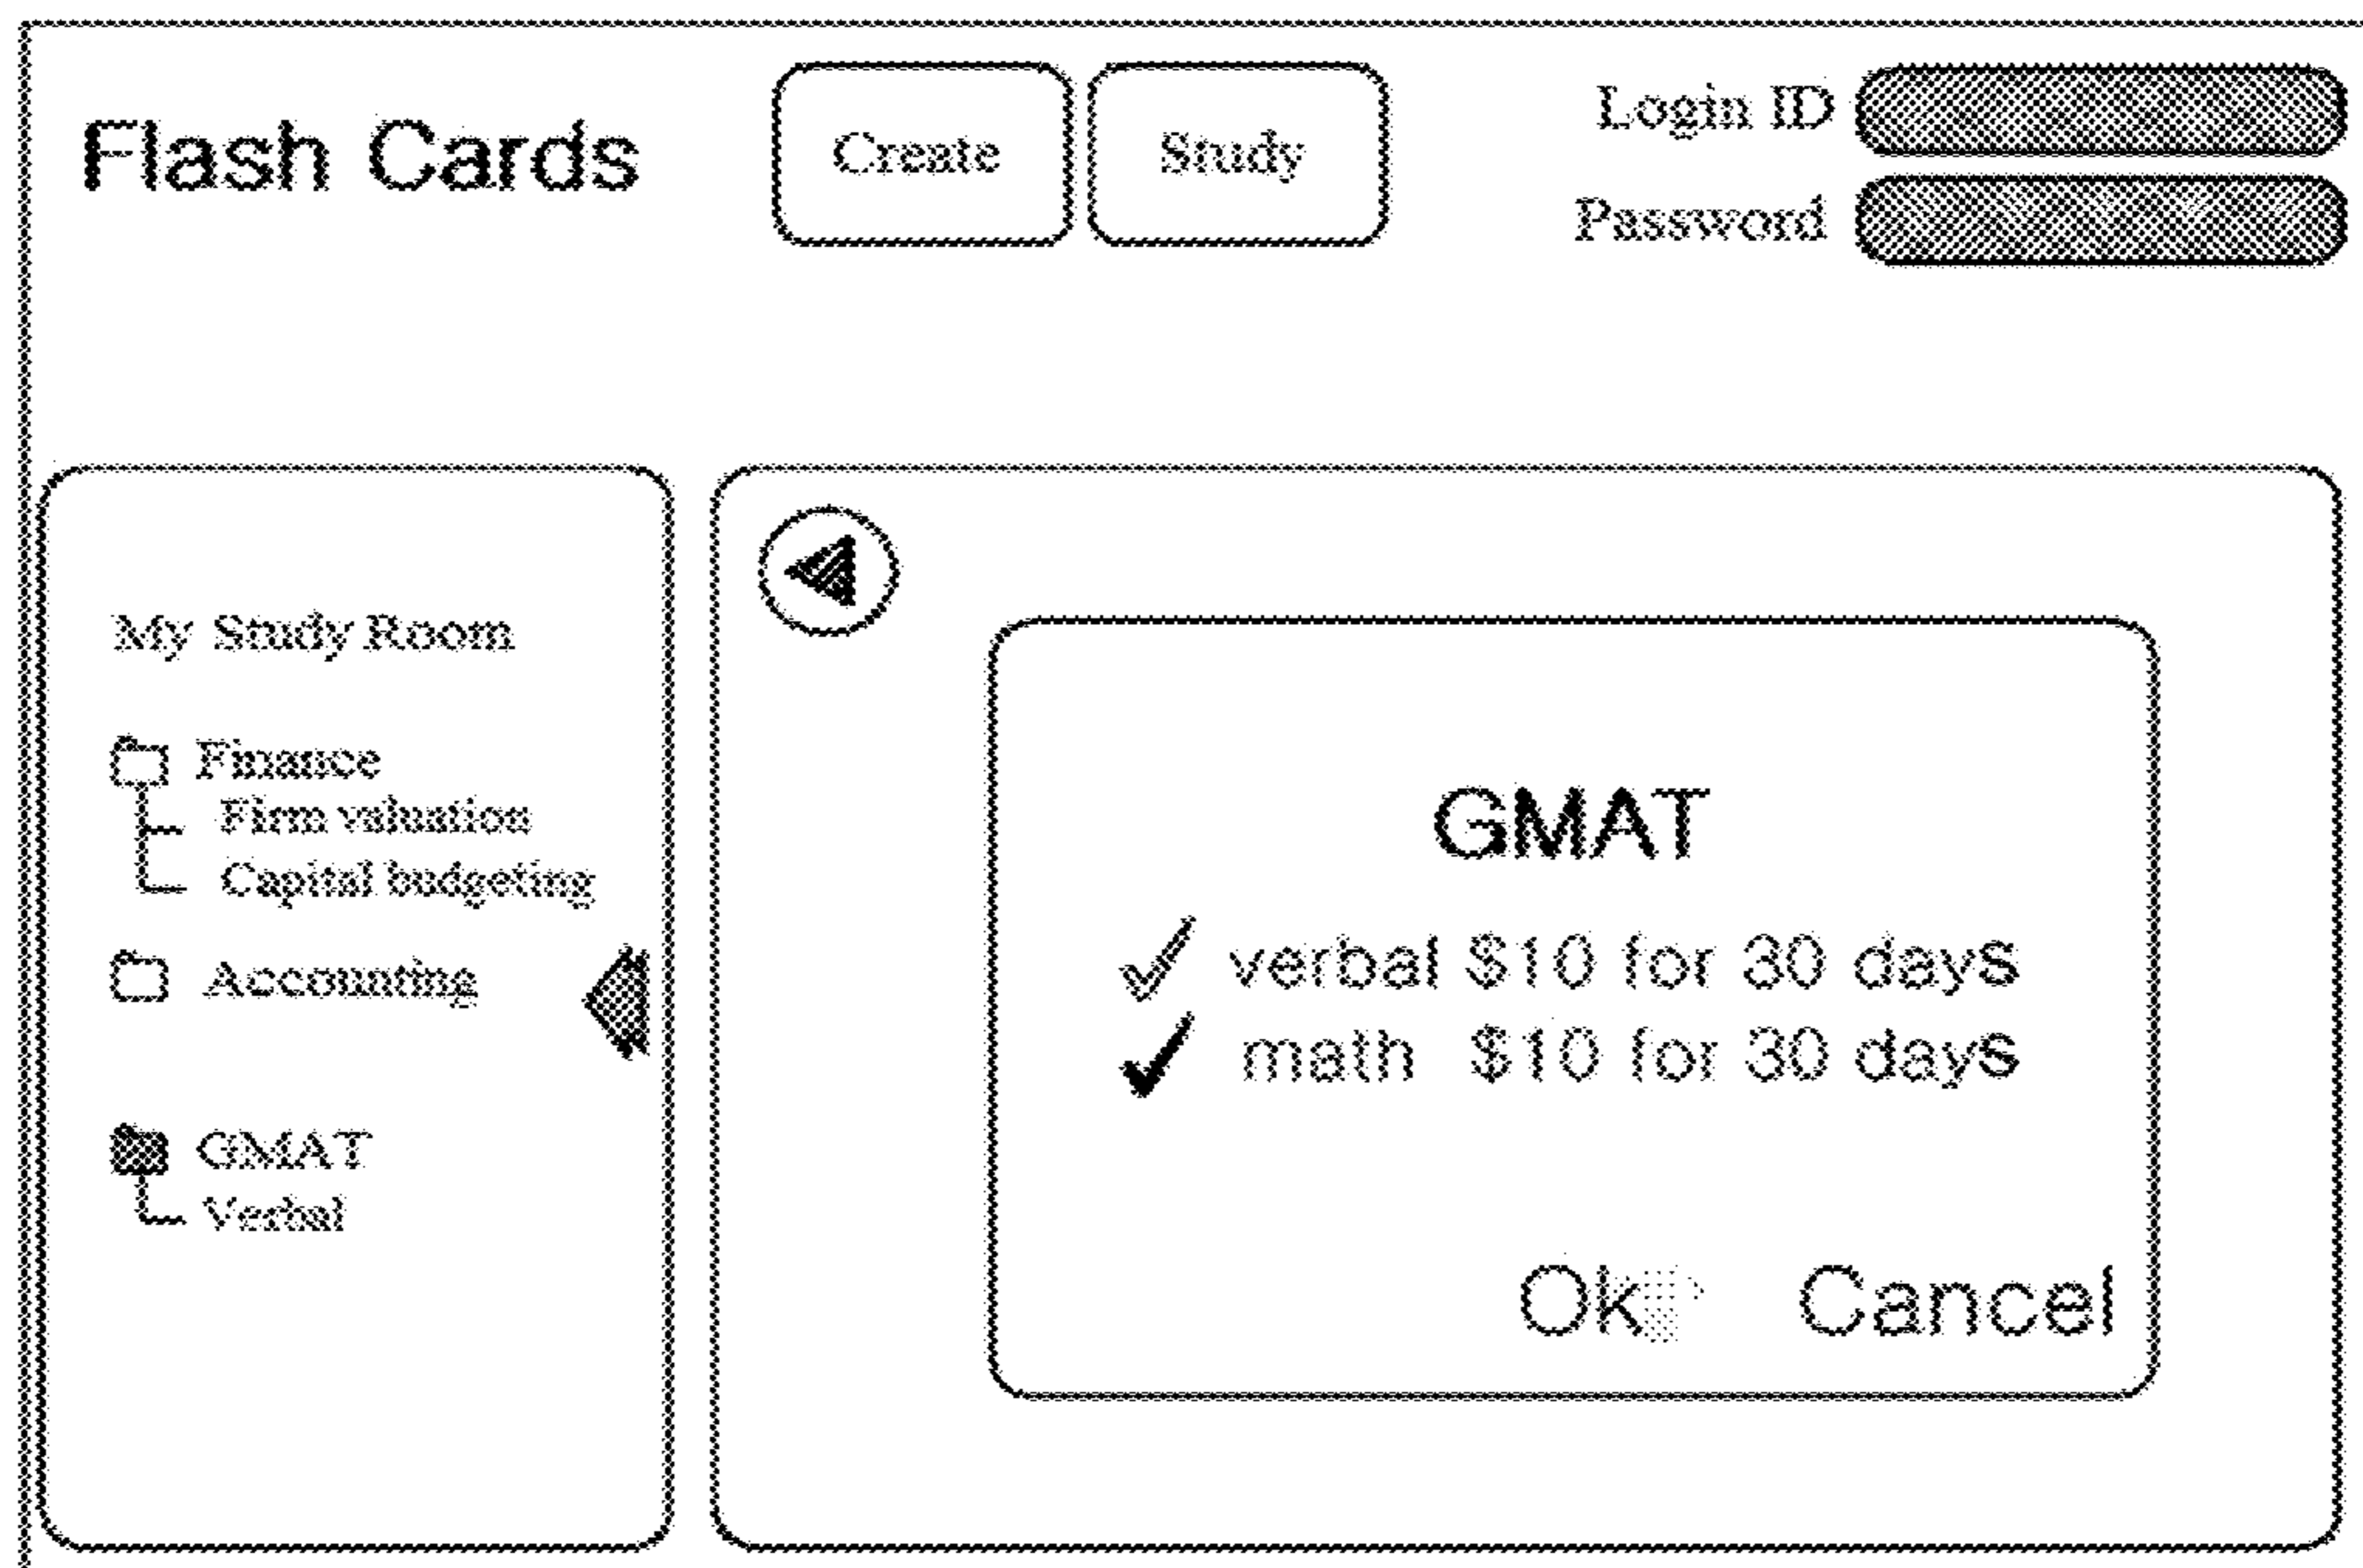 Flash Cards
Create
Study
Login ID
Password
My Study Room
Finance
Firm valuation
Capital budgeting
Accounting
GMAT
Verbal
GMAT
verbal $10 for 30 days
math $10 for 30 days
Ok
Cancel